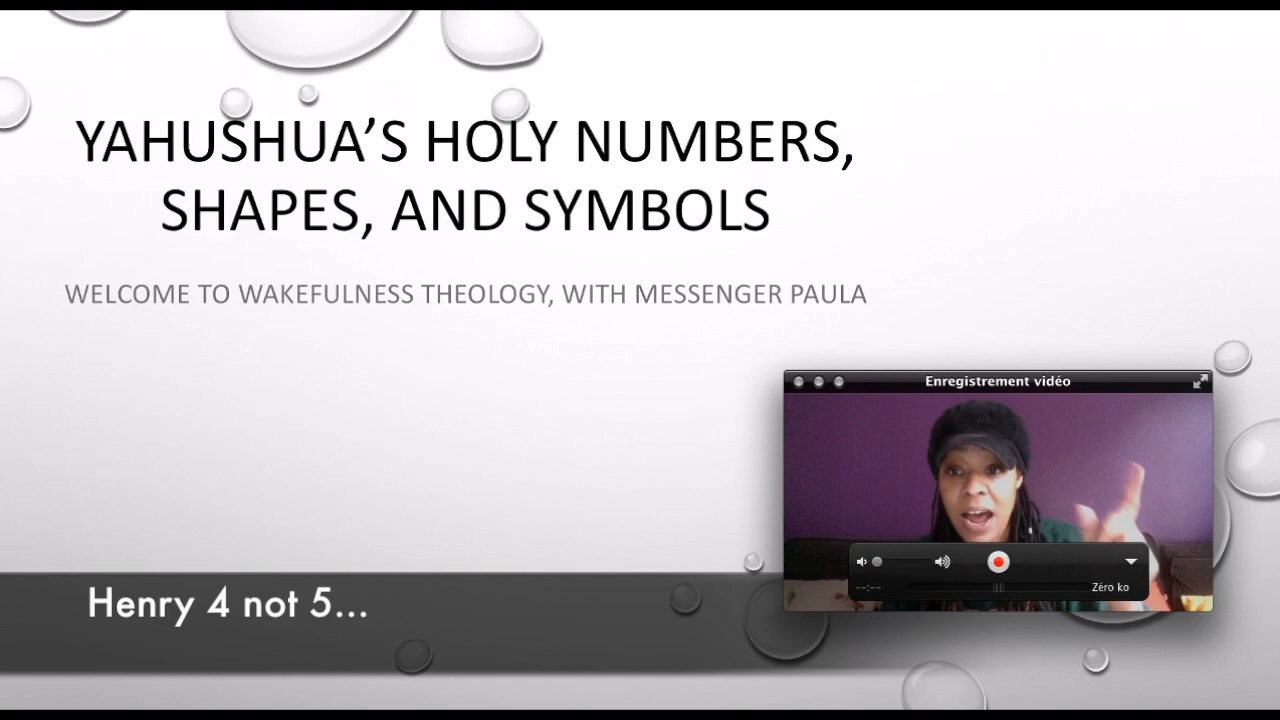 YAHUSHUA’S HOLY NUMBERS,
SHAPES, AND SYMBOLS
WELCOME TO WAKEFULNESS THEOLOGY, WITH MESSENGER PAULA
Enregistrement vidéo
--:--
Zéro ko
Henry 4 not 5...